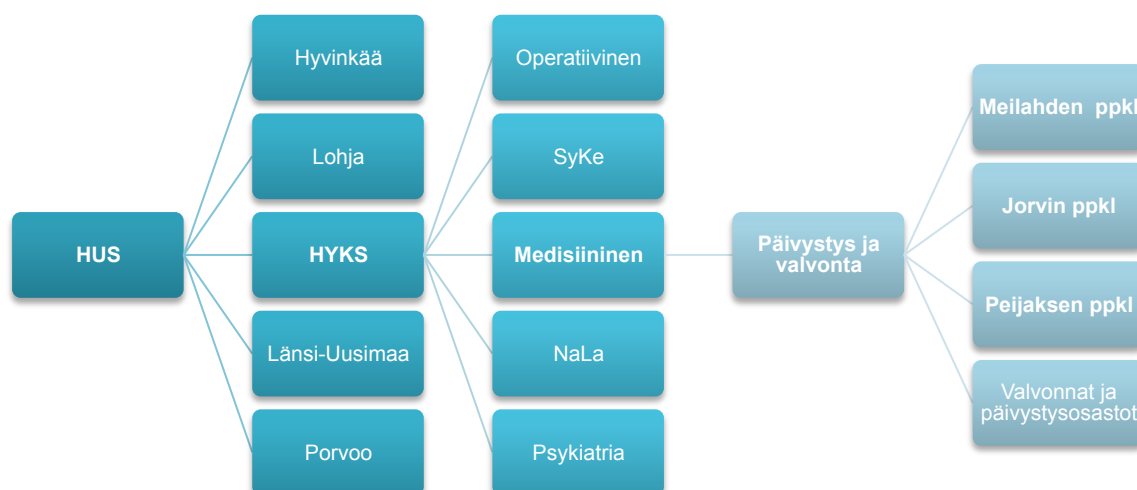 HUS
Hyvinkää
Lohja
HYKS
Länsi-Uusimaa
Porvoo
Operatiivinen
SyKe
Medisiininen
NaLa
Psykiatria
Päivystys ja
valvonta
Meilahden ppkl
Jorvin ppkl
Peijaksen ppkl
Valvonnat ja
päivystysosastot